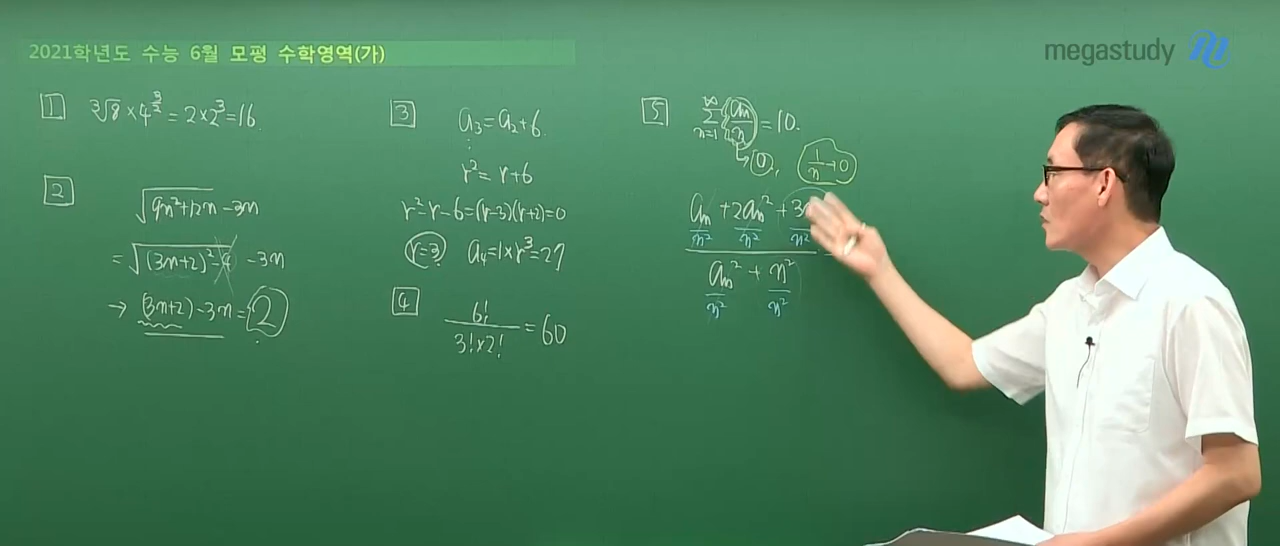 2021학년도 수능 6월 모평 수학영역(가)
megastudy
1
³√8 × 4^(3/2) = 2 × 2³ = 16.
2
√(9n²+12n) - 3n
= √((3n+2)² - 4) - 3n
→ (3n+2) - 3n = 2
3
a₃ = a₂ + 6.
r² = r + 6
r² r - 6 = (r-3)(r+2) = 0
r=3 a₄ = 1 × r³ = 27
4
6! / (3! × 2!) = 60
5
∑ n=1 ∞ aₙ/n = 10.
→ 0, 1/n → 0
aₙ/n² + 2aₙ²/n² + 3 /n²
aₙ²/n² + n²/n²